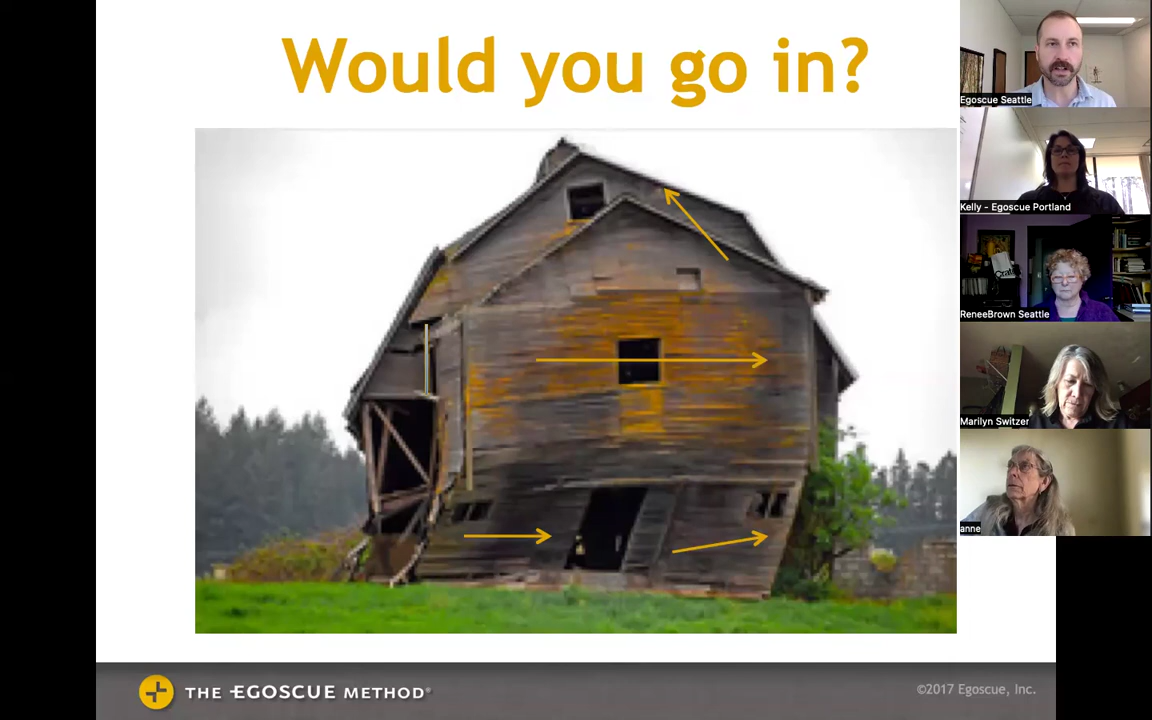 Would you go in?
Egoscue Seattle
Kelly - Egoscue Portland
ReneeBrown Seattle
Marilyn Switzer
anne
THE EGOSCUE METHOD®
©2017 Egoscue, Inc.